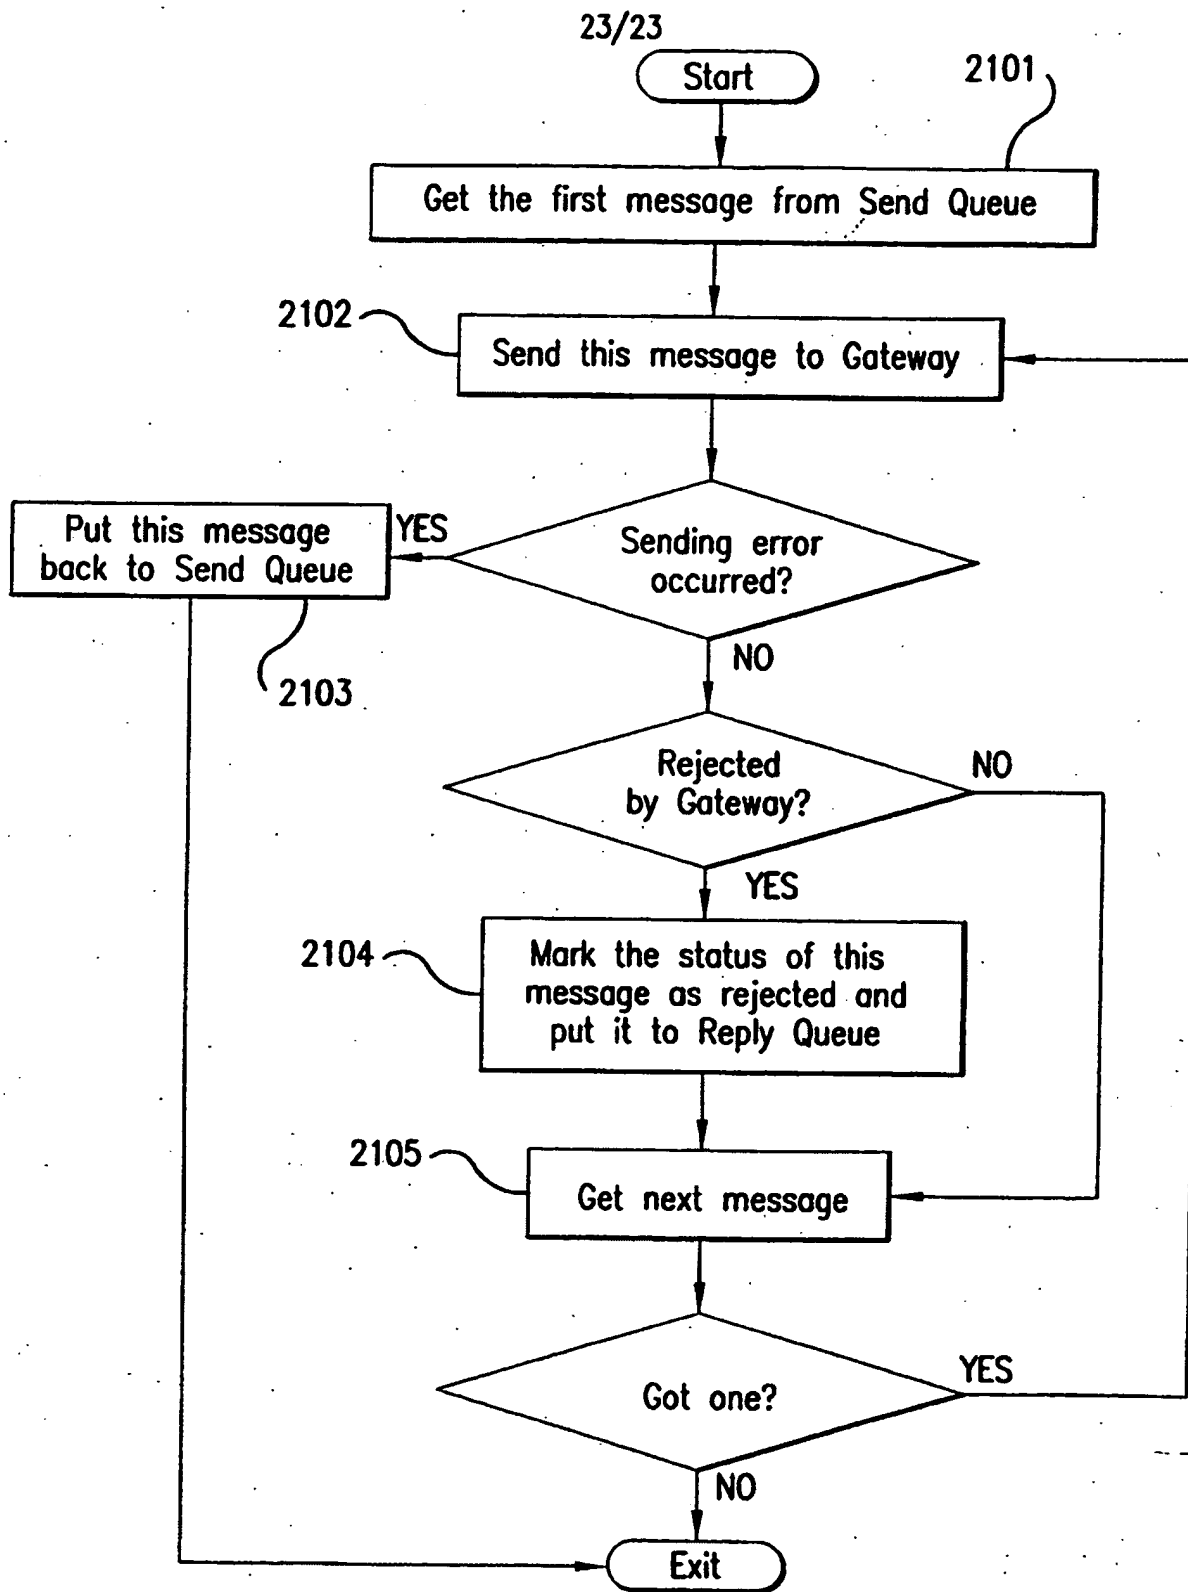 23/23
Start
2101
Get the first message from Send Queue
2102
Send this message to Gateway
Put this message
back to Send Queue
YES
Sending error
occurred?
2103
NO
Rejected
by Gateway?
NO
YES
2104
Mark the status of this
message as rejected and
put it to Reply Queue
2105
Get next message
Got one?
YES
NO
Exit